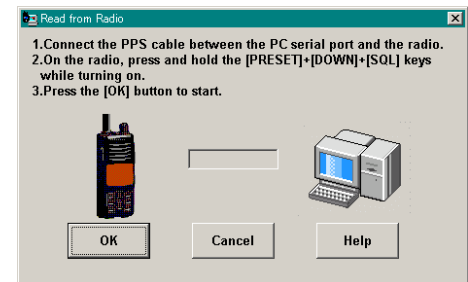 Read from Radio
1.Connect the PPS cable between the PC serial port and the radio.
2.On the radio, press and hold the [PRESET]+[DOWN]+[SQL] keys
while turning on.
3.Press the [OK] button to start.
OK Cancel Help